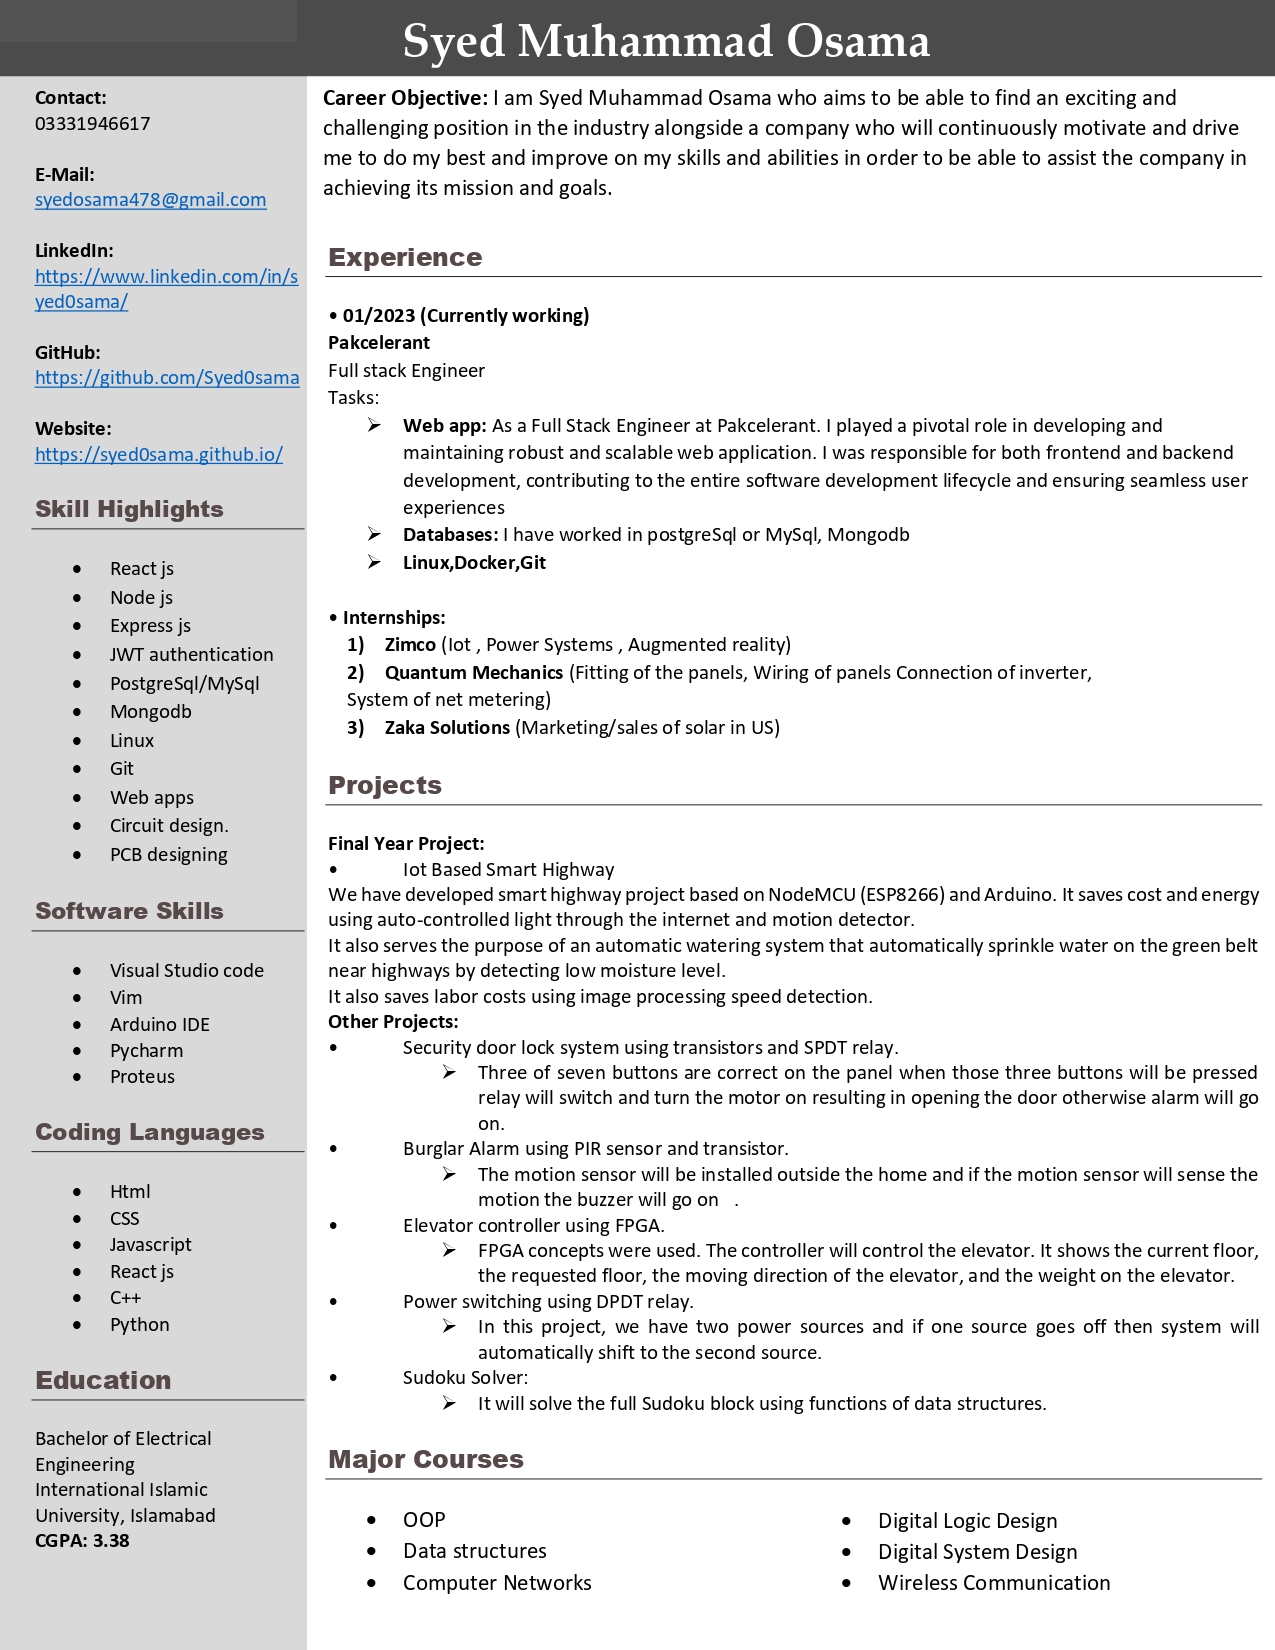 Syed Muhammad Osama
Contact:
03331946617
E-Mail:
syedosama478@gmail.com
LinkedIn:
https://www.linkedin.com/in/s
yed0sama/
GitHub:
https://github.com/Syed0sama
Website:
https://syed0sama.github.io/
Skill Highlights
• React js
• Node js
• Express js
• JWT authentication
• PostgreSql/MySql
• Mongodb
• Linux
• Git
• Web apps
• Circuit design.
• PCB designing
Software Skills
• Visual Studio code
• Vim
• Arduino IDE
• Pycharm
• Proteus
Coding Languages
• Html
• CSS
• Javascript
• React js
• C++
• Python
Education
Bachelor of Electrical
Engineering
International Islamic
University, Islamabad
CGPA: 3.38
Career Objective: I am Syed Muhammad Osama who aims to be able to find an exciting and
challenging position in the industry alongside a company who will continuously motivate and drive
me to do my best and improve on my skills and abilities in order to be able to assist the company in
achieving its mission and goals.
Experience
• 01/2023 (Currently working)
Pakcelerant
Full stack Engineer
Tasks:
➢ Web app: As a Full Stack Engineer at Pakcelerant. I played a pivotal role in developing and
maintaining robust and scalable web application. I was responsible for both frontend and backend
development, contributing to the entire software development lifecycle and ensuring seamless user
experiences
➢ Databases: I have worked in postgreSql or MySql, Mongodb
➢ Linux,Docker,Git
• Internships:
1) Zimco (Iot , Power Systems , Augmented reality)
2) Quantum Mechanics (Fitting of the panels, Wiring of panels Connection of inverter,
System of net metering)
3) Zaka Solutions (Marketing/sales of solar in US)
Projects
Final Year Project:
• Iot Based Smart Highway
We have developed smart highway project based on NodeMCU (ESP8266) and Arduino. It saves cost and energy
using auto-controlled light through the internet and motion detector.
It also serves the purpose of an automatic watering system that automatically sprinkle water on the green belt
near highways by detecting low moisture level.
It also saves labor costs using image processing speed detection.
Other Projects:
• Security door lock system using transistors and SPDT relay.
➢ Three of seven buttons are correct on the panel when those three buttons will be pressed
relay will switch and turn the motor on resulting in opening the door otherwise alarm will go
on.
• Burglar Alarm using PIR sensor and transistor.
➢ The motion sensor will be installed outside the home and if the motion sensor will sense the
motion the buzzer will go on .
• Elevator controller using FPGA.
➢ FPGA concepts were used. The controller will control the elevator. It shows the current floor,
the requested floor, the moving direction of the elevator, and the weight on the elevator.
• Power switching using DPDT relay.
➢ In this project, we have two power sources and if one source goes off then system will
automatically shift to the second source.
• Sudoku Solver:
➢ It will solve the full Sudoku block using functions of data structures.
Major Courses
• OOP
• Data structures
• Computer Networks
• Digital Logic Design
• Digital System Design
• Wireless Communication